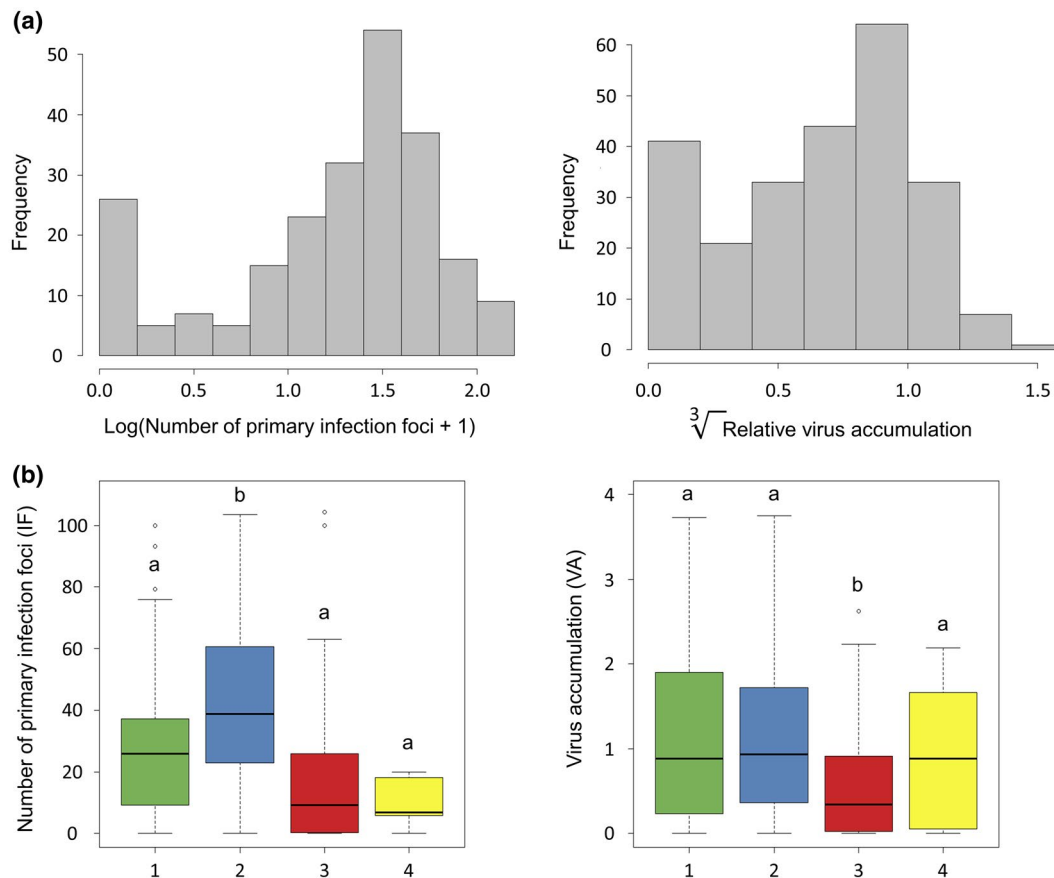 (a)
50
40
30
20
10
0
Frequency
0.0 0.5 1.0 1.5 2.0
Log(Number of primary infection foci + 1)
60
50
40
30
20
10
0
Frequency
0.0 0.5 1.0 1.5
3√ Relative virus accumulation
(b)
Number of primary infection foci (IF)
100
80
60
40
20
0
a
b
a
a
1 2 3 4
Virus accumulation (VA)
4
3
2
1
0
a
a
b
a
1 2 3 4